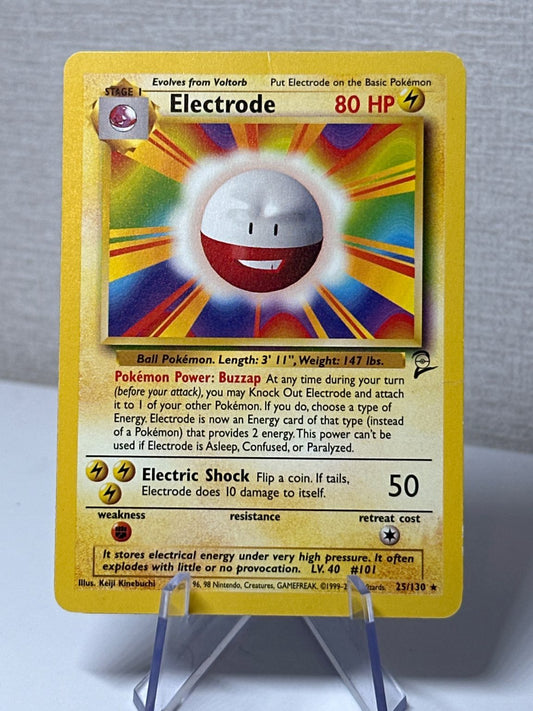 Evolves from Voltorb Put Electrode on the Basic Pokémon
STAGE 1
Electrode 80 HP
Ball Pokémon. Length: 3' 11", Weight: 147 lbs.
Pokémon Power: Buzzap At any time during your turn
(before your attack), you may Knock Out Electrode and attach
it to 1 of your other Pokémon. If you do, choose a type of
Energy. Electrode is now an Energy card of that type (instead
of a Pokémon) that provides 2 energy. This power can't be
used if Electrode is Asleep, Confused, or Paralyzed.
Electric Shock Flip a coin. If tails, 50
Electrode does 10 damage to itself.
weakness resistance retreat cost
It stores electrical energy under very high pressure. It often
explodes with little or no provocation. LV. 40 #101
Illus. Keiji Kinebuchi 96, 98 Nintendo, Creatures, GAMEFREAK. ©1999-2 25/130 ★